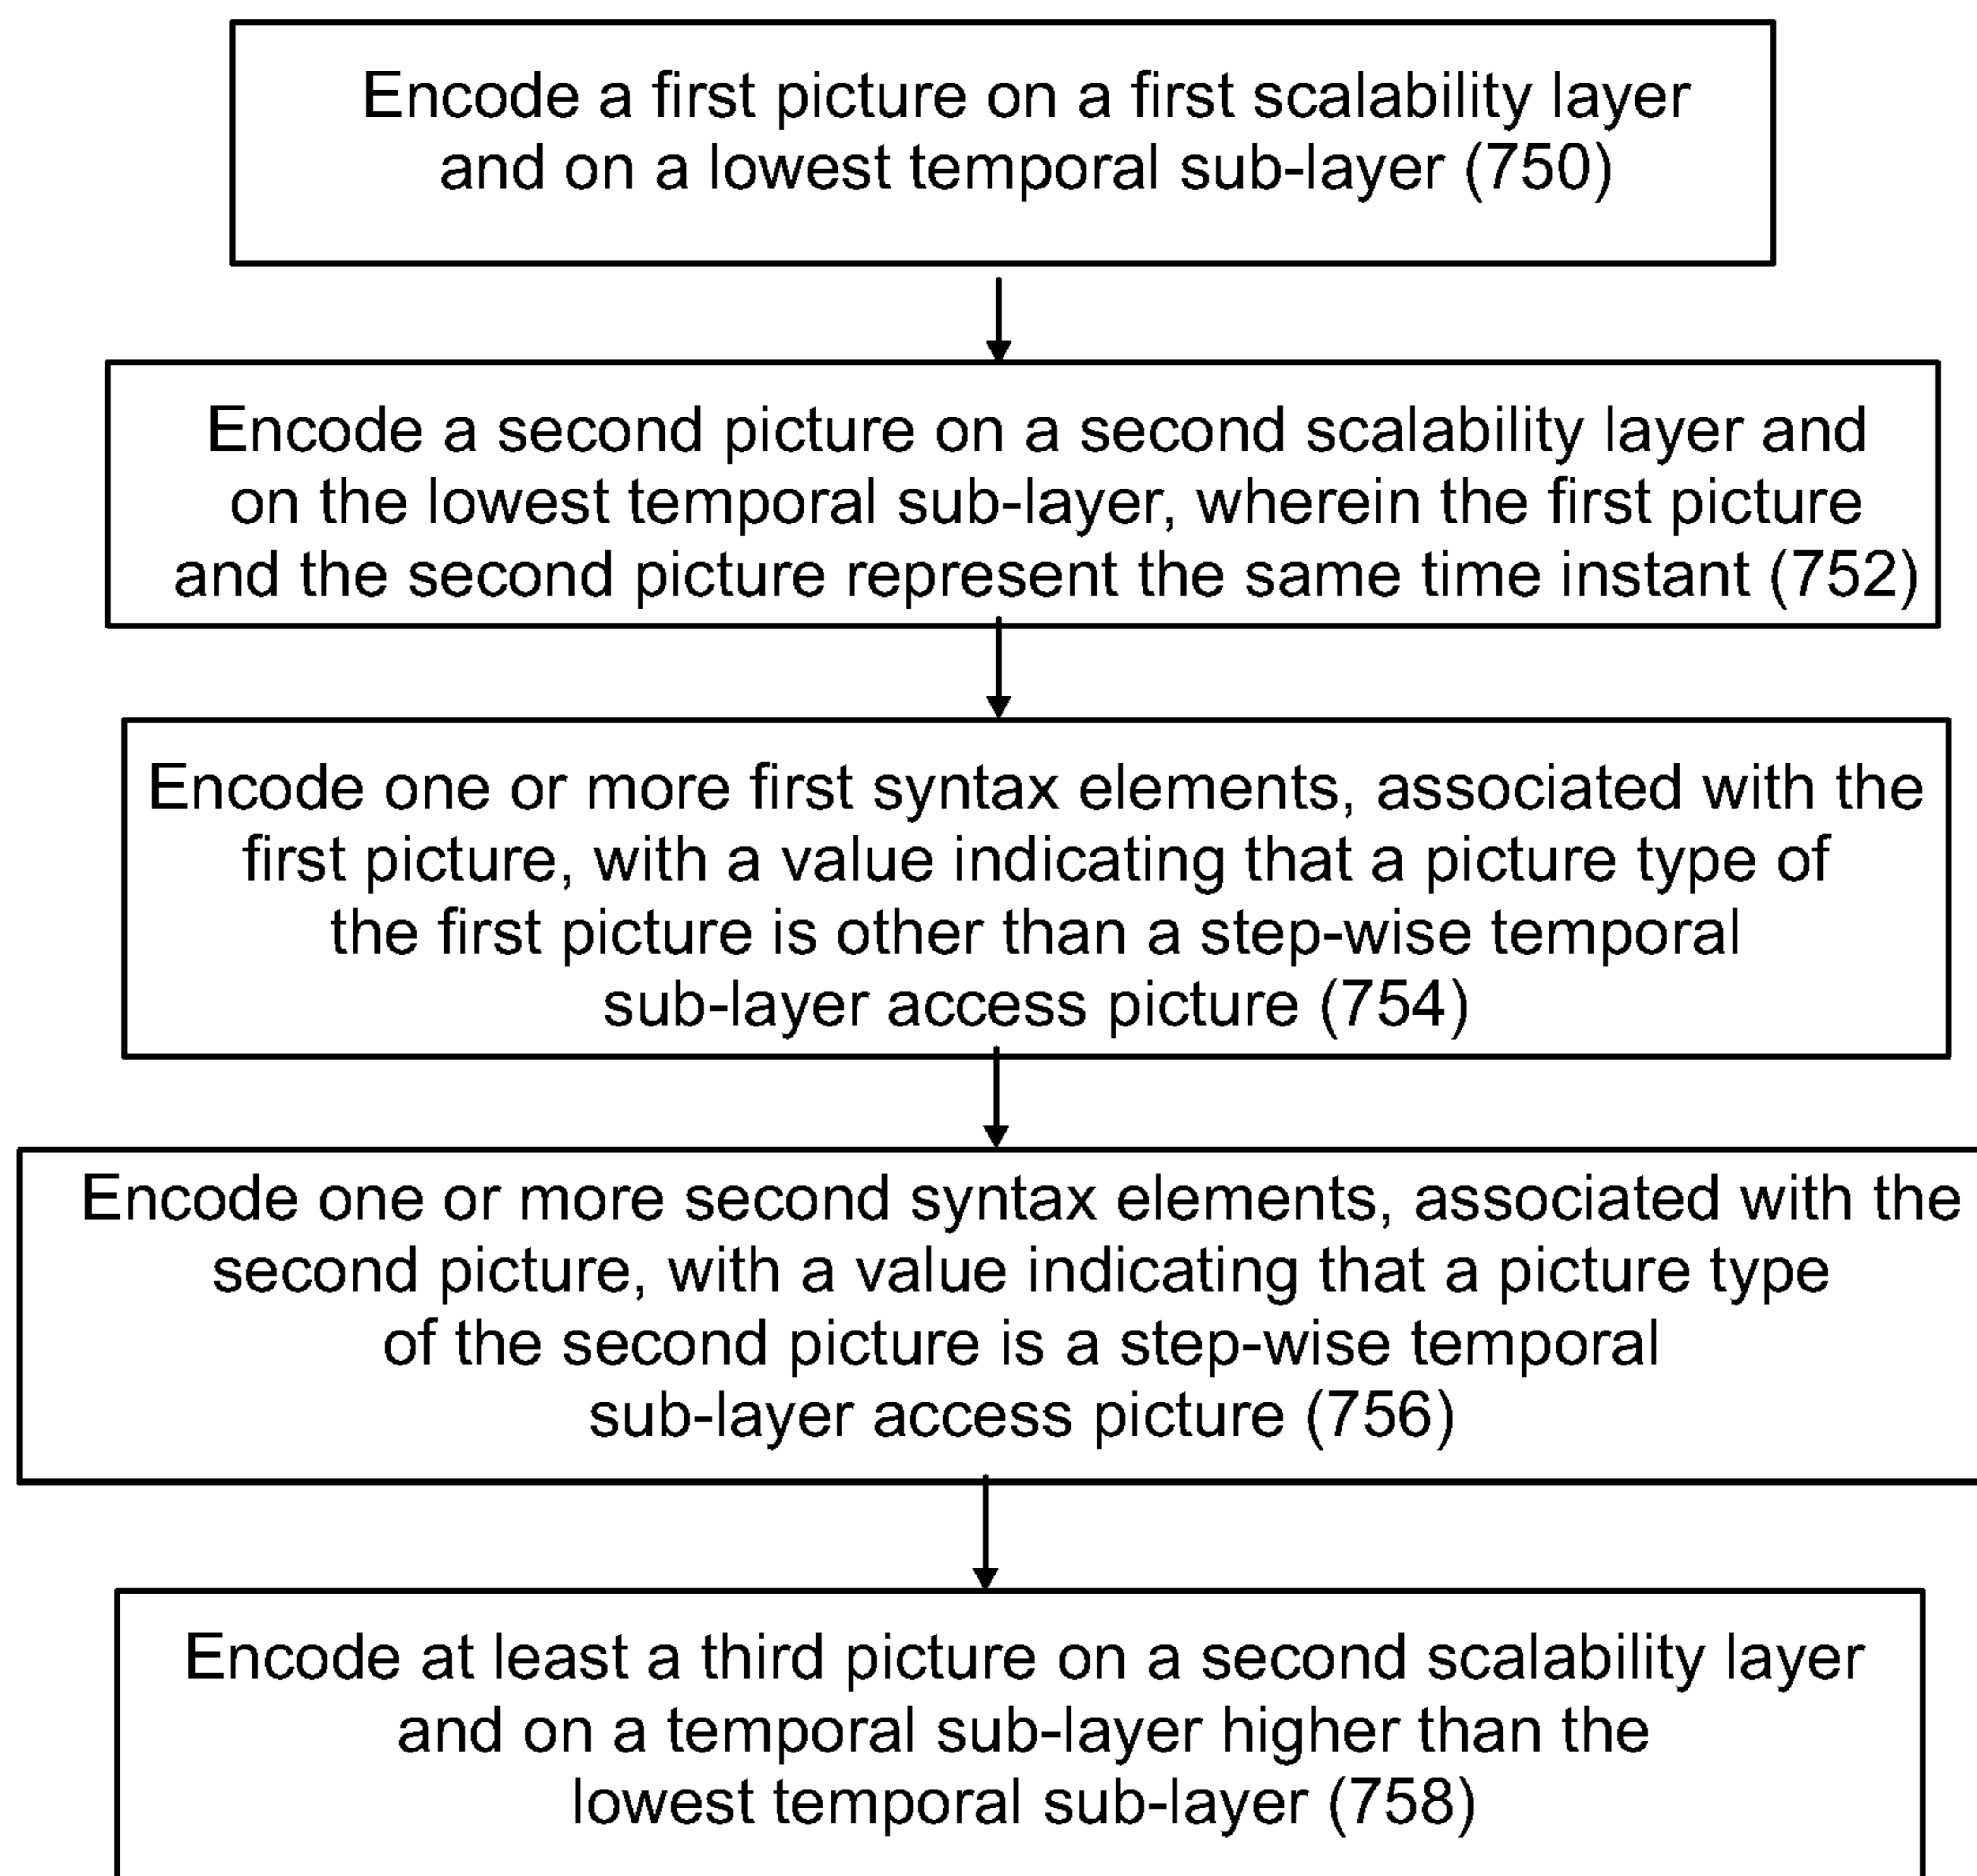 Encode a first picture on a first scalability layer
and on a lowest temporal sub-layer (750)
Encode a second picture on a second scalability layer and
on the lowest temporal sub-layer, wherein the first picture
and the second picture represent the same time instant (752)
Encode one or more first syntax elements, associated with the
first picture, with a value indicating that a picture type of
the first picture is other than a step-wise temporal
sub-layer access picture (754)
Encode one or more second syntax elements, associated with the
second picture, with a value indicating that a picture type
of the second picture is a step-wise temporal
sub-layer access picture (756)
Encode at least a third picture on a second scalability layer
and on a temporal sub-layer higher than the
lowest temporal sub-layer (758)